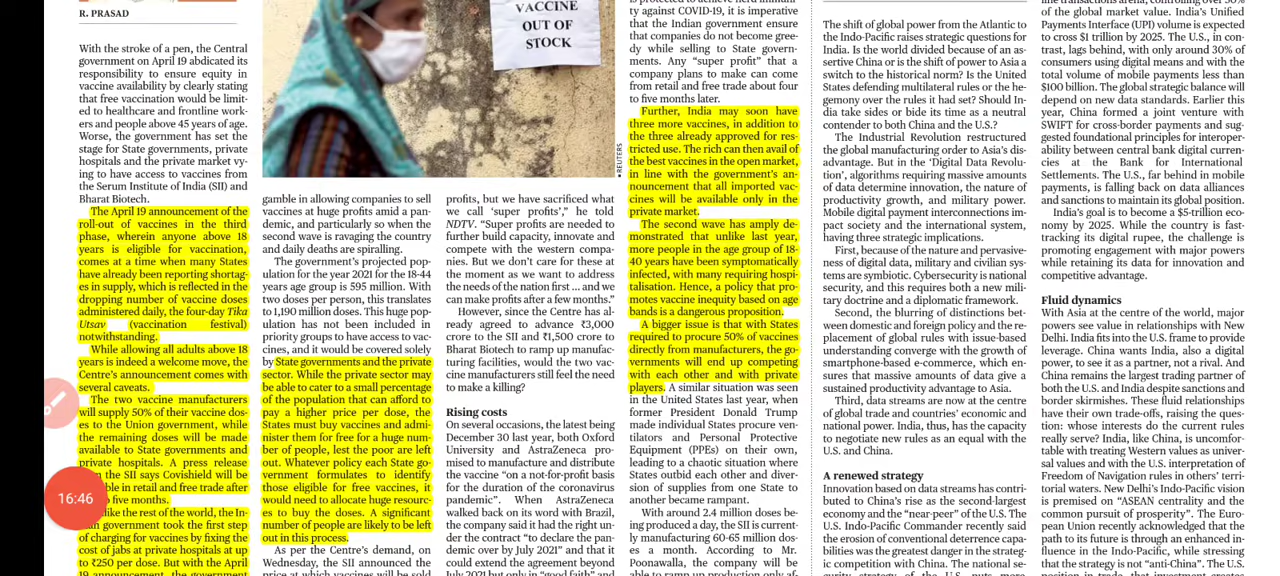 R. PRASAD
With the stroke of a pen, the Central
government on April 19 abdicated its
responsibility to ensure equity in
vaccine availability by clearly stating
that free vaccination would be limit-
ed to healthcare and frontline work-
ers and people above 45 years of age.
Worse, the government has set the
stage for State governments, private
hospitals and the private market vy-
ing to have access to vaccines from
the Serum Institute of India (SII) and
Bharat Biotech.
The April 19 announcement of the
roll-out of vaccines in the third
phase, wherein anyone above 18
years is eligible for vaccination,
comes at a time when many States
have already been reporting shortag-
es in supply, which is reflected in the
dropping number of vaccine doses
administered daily, the four-day Tika
Utsav (vaccination festival)
notwithstanding.
While allowing all adults above 18
years is indeed a welcome move, the
Centre's announcement comes with
several caveats.
The two vaccine manufacturers
will supply 50% of their vaccine dos-
es to the Union government, while
the remaining doses will be made
available to State governments and
private hospitals. A press release
the SII says Covishield will be
in retail and free trade after
five months.
like the rest of the world, the In-
government took the first step
of charging for vaccines by fixing the
cost of jabs at private hospitals at up
to ₹250 per dose. But with the April
19 announcement, the government
16:46
VACCINE
OUT OF
STOCK
REUTERS
gamble in allowing companies to sell
vaccines at huge profits amid a pan-
demic, and particularly so when the
second wave is ravaging the country
and daily deaths are spiralling.
The government's projected pop-
ulation for the year 2021 for the 18-44
years age group is 595 million. With
two doses per person, this translates
to 1,190 million doses. This huge pop-
ulation has not been included in
priority groups to have access to vac-
cines, and it would be covered solely
by State governments and the private
sector. While the private sector may
be able to cater to a small percentage
of the population that can afford to
pay a higher price per dose, the
States must buy vaccines and admi-
nister them for free for a huge num-
ber of people, lest the poor are left
out. Whatever policy each State go-
vernment formulates to identify
those eligible for free vaccines, it
would need to allocate huge resourc-
es to buy the doses. A significant
number of people are likely to be left
out in this process.
As per the Centre's demand, on
Wednesday, the SII announced the
price at which vaccines will be sold
profits, but we have sacrificed what
we call 'super profits'," he told
NDTV. "Super profits are needed to
further build capacity, innovate and
compete with the western compa-
nies. But we don't care for these at
the moment as we want to address
the needs of the nation first ... and we
can make profits after a few months."
However, since the Centre has al-
ready agreed to advance ₹3,000
crore to the SII and ₹1,500 crore to
Bharat Biotech to ramp up manufac-
turing facilities, would the two vac-
cine manufacturers still feel the need
to make a killing?
Rising costs
On several occasions, the latest being
December 30 last year, both Oxford
University and AstraZeneca pro-
mised to manufacture and distribute
the vaccine "on a not-for-profit basis
for the duration of the coronavirus
pandemic". When AstraZeneca
walked back on its word with Brazil,
the company said it had the right un-
der the contract "to declare the pan-
demic over by July 2021" and that it
could extend the agreement beyond
July 2021 but only in "good faith" and
ty against COVID-19, it is imperative
that the Indian government ensure
that companies do not become gree-
dy while selling to State govern-
ments. Any "super profit" that a
company plans to make can come
from retail and free trade about four
to five months later.
Further, India may soon have
three more vaccines, in addition to
the three already approved for res-
tricted use. The rich can then avail of
the best vaccines in the open market,
in line with the government's an-
nouncement that all imported vac-
cines will be available only in the
private market.
The second wave has amply de-
monstrated that unlike last year,
more people in the age group of 18-
40 years have been symptomatically
infected, with many requiring hospi-
talisation. Hence, a policy that pro-
motes vaccine inequity based on age
bands is a dangerous proposition.
A bigger issue is that with States
required to procure 50% of vaccines
directly from manufacturers, the go-
vernments will end up competing
with each other and with private
players. A similar situation was seen
in the United States last year, when
former President Donald Trump
made individual States procure ven-
tilators and Personal Protective
Equipment (PPEs) on their own,
leading to a chaotic situation where
States outbid each other and diver-
sion of supplies from one State to
another became rampant.
With around 2.4 million doses be-
ing produced a day, the SII is current-
ly manufacturing 60-65 million dos-
es a month. According to Mr.
Poonawalla, the company will be
able to ramp up production only af-
The shift of global power from the Atlantic to
the Indo-Pacific raises strategic questions for
India. Is the world divided because of an as-
sertive China or is the shift of power to Asia a
switch to the historical norm? Is the United
States defending multilateral rules or the he-
gemony over the rules it had set? Should In-
dia take sides or bide its time as a neutral
contender to both China and the U.S.?
The Industrial Revolution restructured
the global manufacturing order to Asia's dis-
advantage. But in the 'Digital Data Revolu-
tion', algorithms requiring massive amounts
of data determine innovation, the nature of
productivity growth, and military power.
Mobile digital payment interconnections im-
pact society and the international system,
having three strategic implications.
First, because of the nature and pervasive-
ness of digital data, military and civilian sys-
tems are symbiotic. Cybersecurity is national
security, and this requires both a new mili-
tary doctrine and a diplomatic framework.
Second, the blurring of distinctions bet-
ween domestic and foreign policy and the re-
placement of global rules with issue-based
understanding converge with the growth of
smartphone-based e-commerce, which en-
sures that massive amounts of data give a
sustained productivity advantage to Asia.
Third, data streams are now at the centre
of global trade and countries' economic and
national power. India, thus, has the capacity
to negotiate new rules as an equal with the
U.S. and China.
A renewed strategy
Innovation based on data streams has contri-
buted to China's rise as the second-largest
economy and the "near-peer" of the U.S. The
U.S. Indo-Pacific Commander recently said
the erosion of conventional deterrence capa-
bilities was the greatest danger in the strateg-
ic competition with China. The national se-
of the global market value. India's Unified
Payments Interface (UPI) volume is expected
to cross $1 trillion by 2025. The U.S., in con-
trast, lags behind, with only around 30% of
consumers using digital means and with the
total volume of mobile payments less than
$100 billion. The global strategic balance will
depend on new data standards. Earlier this
year, China formed a joint venture with
SWIFT for cross-border payments and sug-
gested foundational principles for interoper-
ability between central bank digital curren-
cies at the Bank for International
Settlements. The U.S., far behind in mobile
payments, is falling back on data alliances
and sanctions to maintain its global position.
India's goal is to become a $5-trillion eco-
nomy by 2025. While the country is fast-
tracking its digital rupee, the challenge is
promoting engagement with major powers
while retaining its data for innovation and
competitive advantage.
Fluid dynamics
With Asia at the centre of the world, major
powers see value in relationships with New
Delhi. India fits into the U.S. frame to provide
leverage. China wants India, also a digital
power, to see it as a partner, not a rival. And
China remains the largest trading partner of
both the U.S. and India despite sanctions and
border skirmishes. These fluid relationships
have their own trade-offs, raising the ques-
tion: whose interests do the current rules
really serve? India, like China, is uncomfor-
table with treating Western values as univer-
sal values and with the U.S. interpretation of
Freedom of Navigation rules in others' terri-
torial waters. New Delhi's Indo-Pacific vision
is premised on "ASEAN centrality and the
common pursuit of prosperity". The Euro-
pean Union recently acknowledged that the
path to its future is through an enhanced in-
fluence in the Indo-Pacific, while stressing
that the strategy is not "anti-China". The U.S.